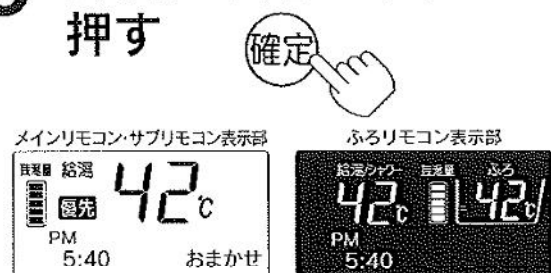 押す
確定
メインリモコン・サブリモコン表示部
ふろリモコン表示部
給湯
42℃
優先
PM
5:40
おまかせ
給湯シャワー
ふろ
42℃
42℃
PM
5:40